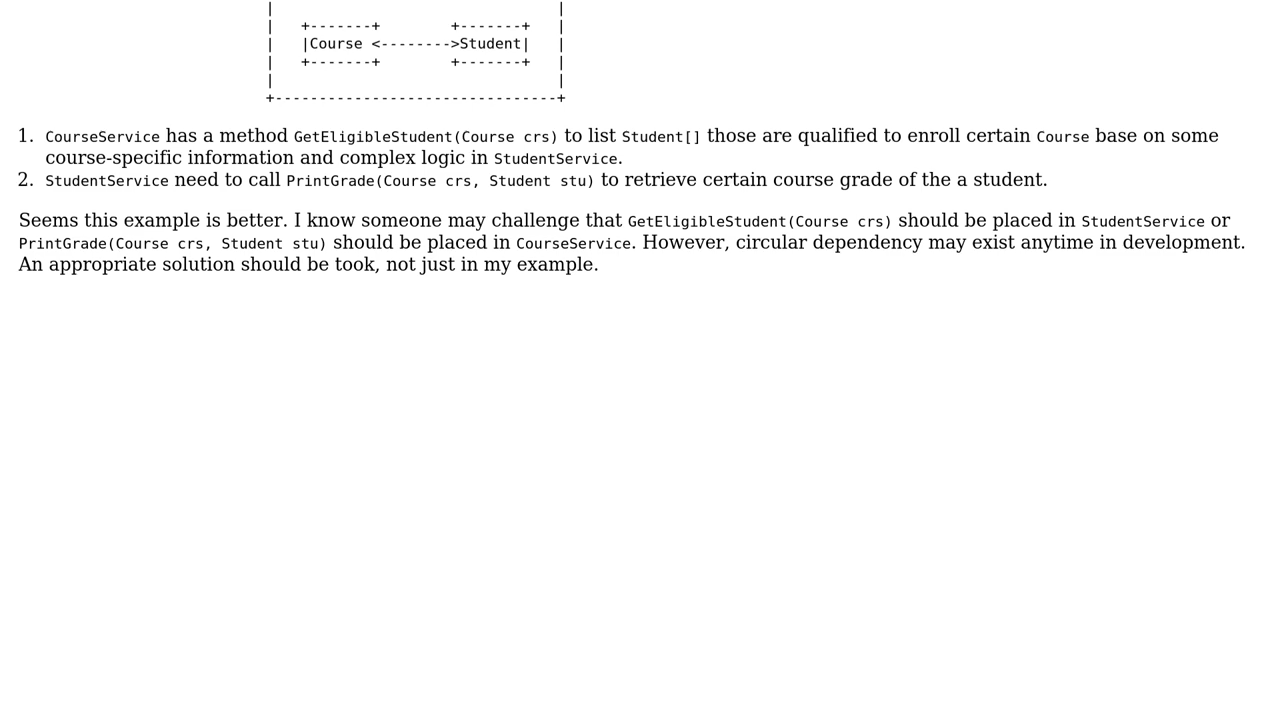 |                                |
|   +-------+        +-------+   |
|   |Course <-------->Student|   |
|   +-------+        +-------+   |
|                                |
+--------------------------------+
1. CourseService has a method GetEligibleStudent(Course crs) to list Student[] those are qualified to enroll certain Course base on some
course-specific information and complex logic in StudentService.
2. StudentService need to call PrintGrade(Course crs, Student stu) to retrieve certain course grade of the a student.
Seems this example is better. I know someone may challenge that GetEligibleStudent(Course crs) should be placed in StudentService or
PrintGrade(Course crs, Student stu) should be placed in CourseService. However, circular dependency may exist anytime in development.
An appropriate solution should be took, not just in my example.